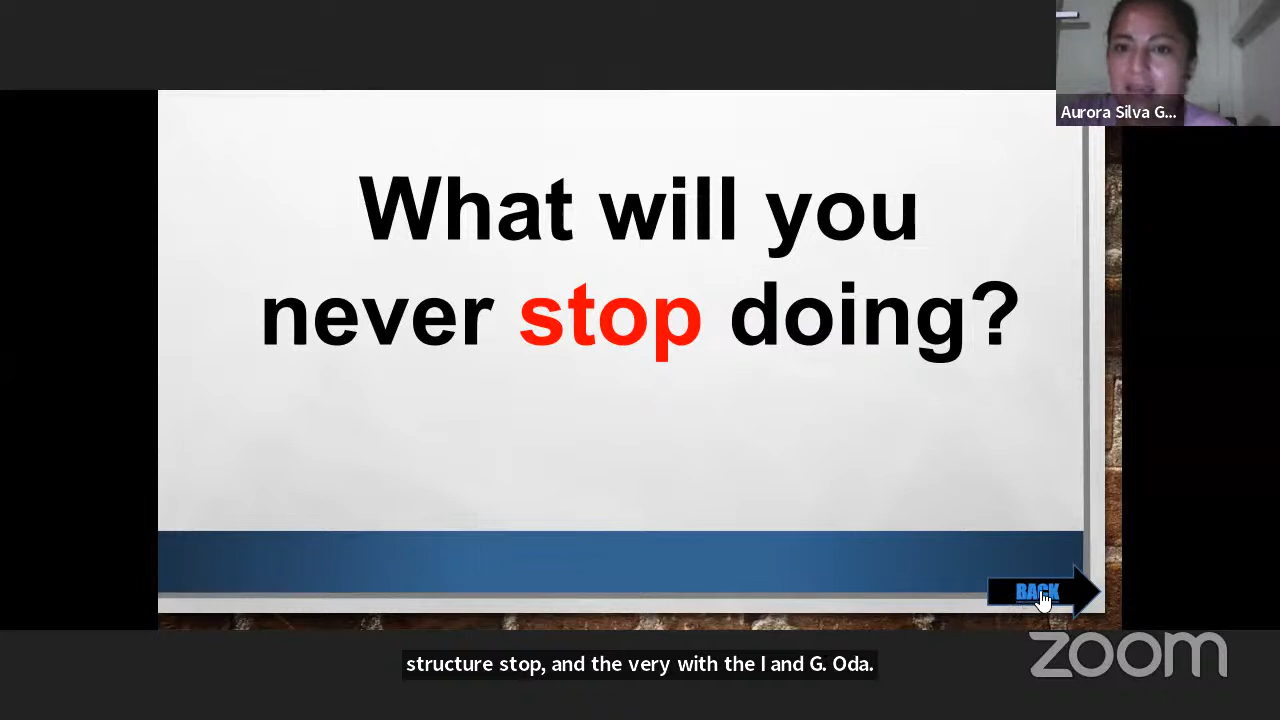 Aurora Silva G...
What will you
never stop doing?
BACK
structure stop, and the very with the I and G. Oda.
zoom